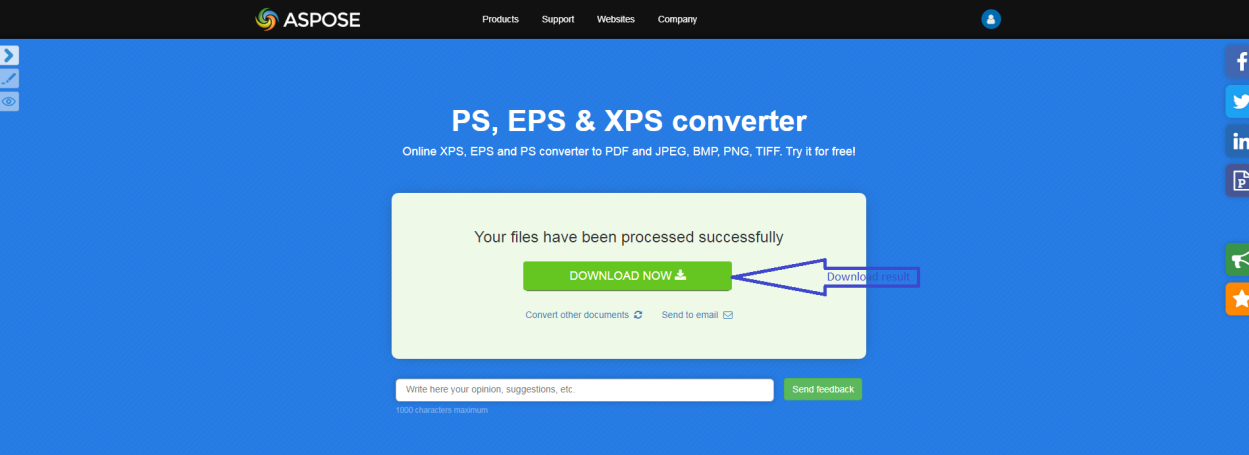 ASPOSE
Products Support Websites Company
PS, EPS & XPS converter
Online XPS, EPS and PS converter to PDF and JPEG, BMP, PNG, TIFF. Try it for free!
Your files have been processed successfully
DOWNLOAD NOW
Download result
Convert other documents Send to email
Write here your opinion, suggestions, etc.
Send feedback
1000 characters maximum